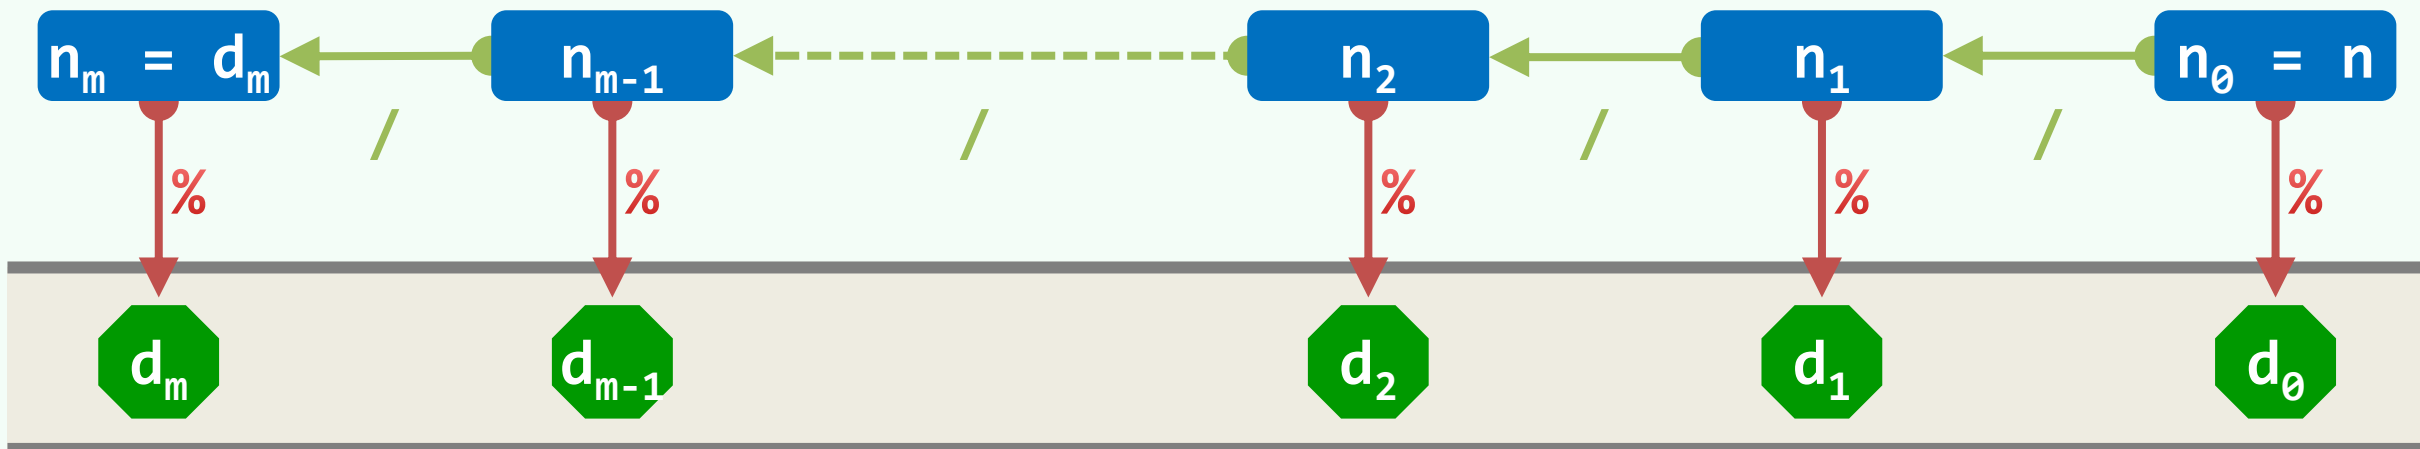 nₘ = dₘ nₘ₋₁ n₂ n₁ n₀ = n
/ / / /
% % % % %
dₘ dₘ₋₁ d₂ d₁ d₀